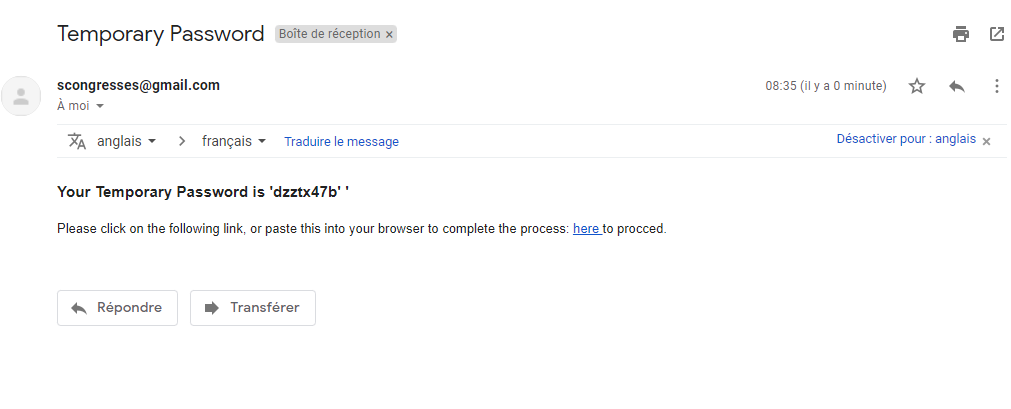 Temporary Password Boîte de réception ×
scongresses@gmail.com 08:35 (il y a 0 minute)
À moi
anglais > français Traduire le message Désactiver pour : anglais ×
Your Temporary Password is 'dzztx47b' '
Please click on the following link, or paste this into your browser to complete the process: here to procced.
Répondre Transférer